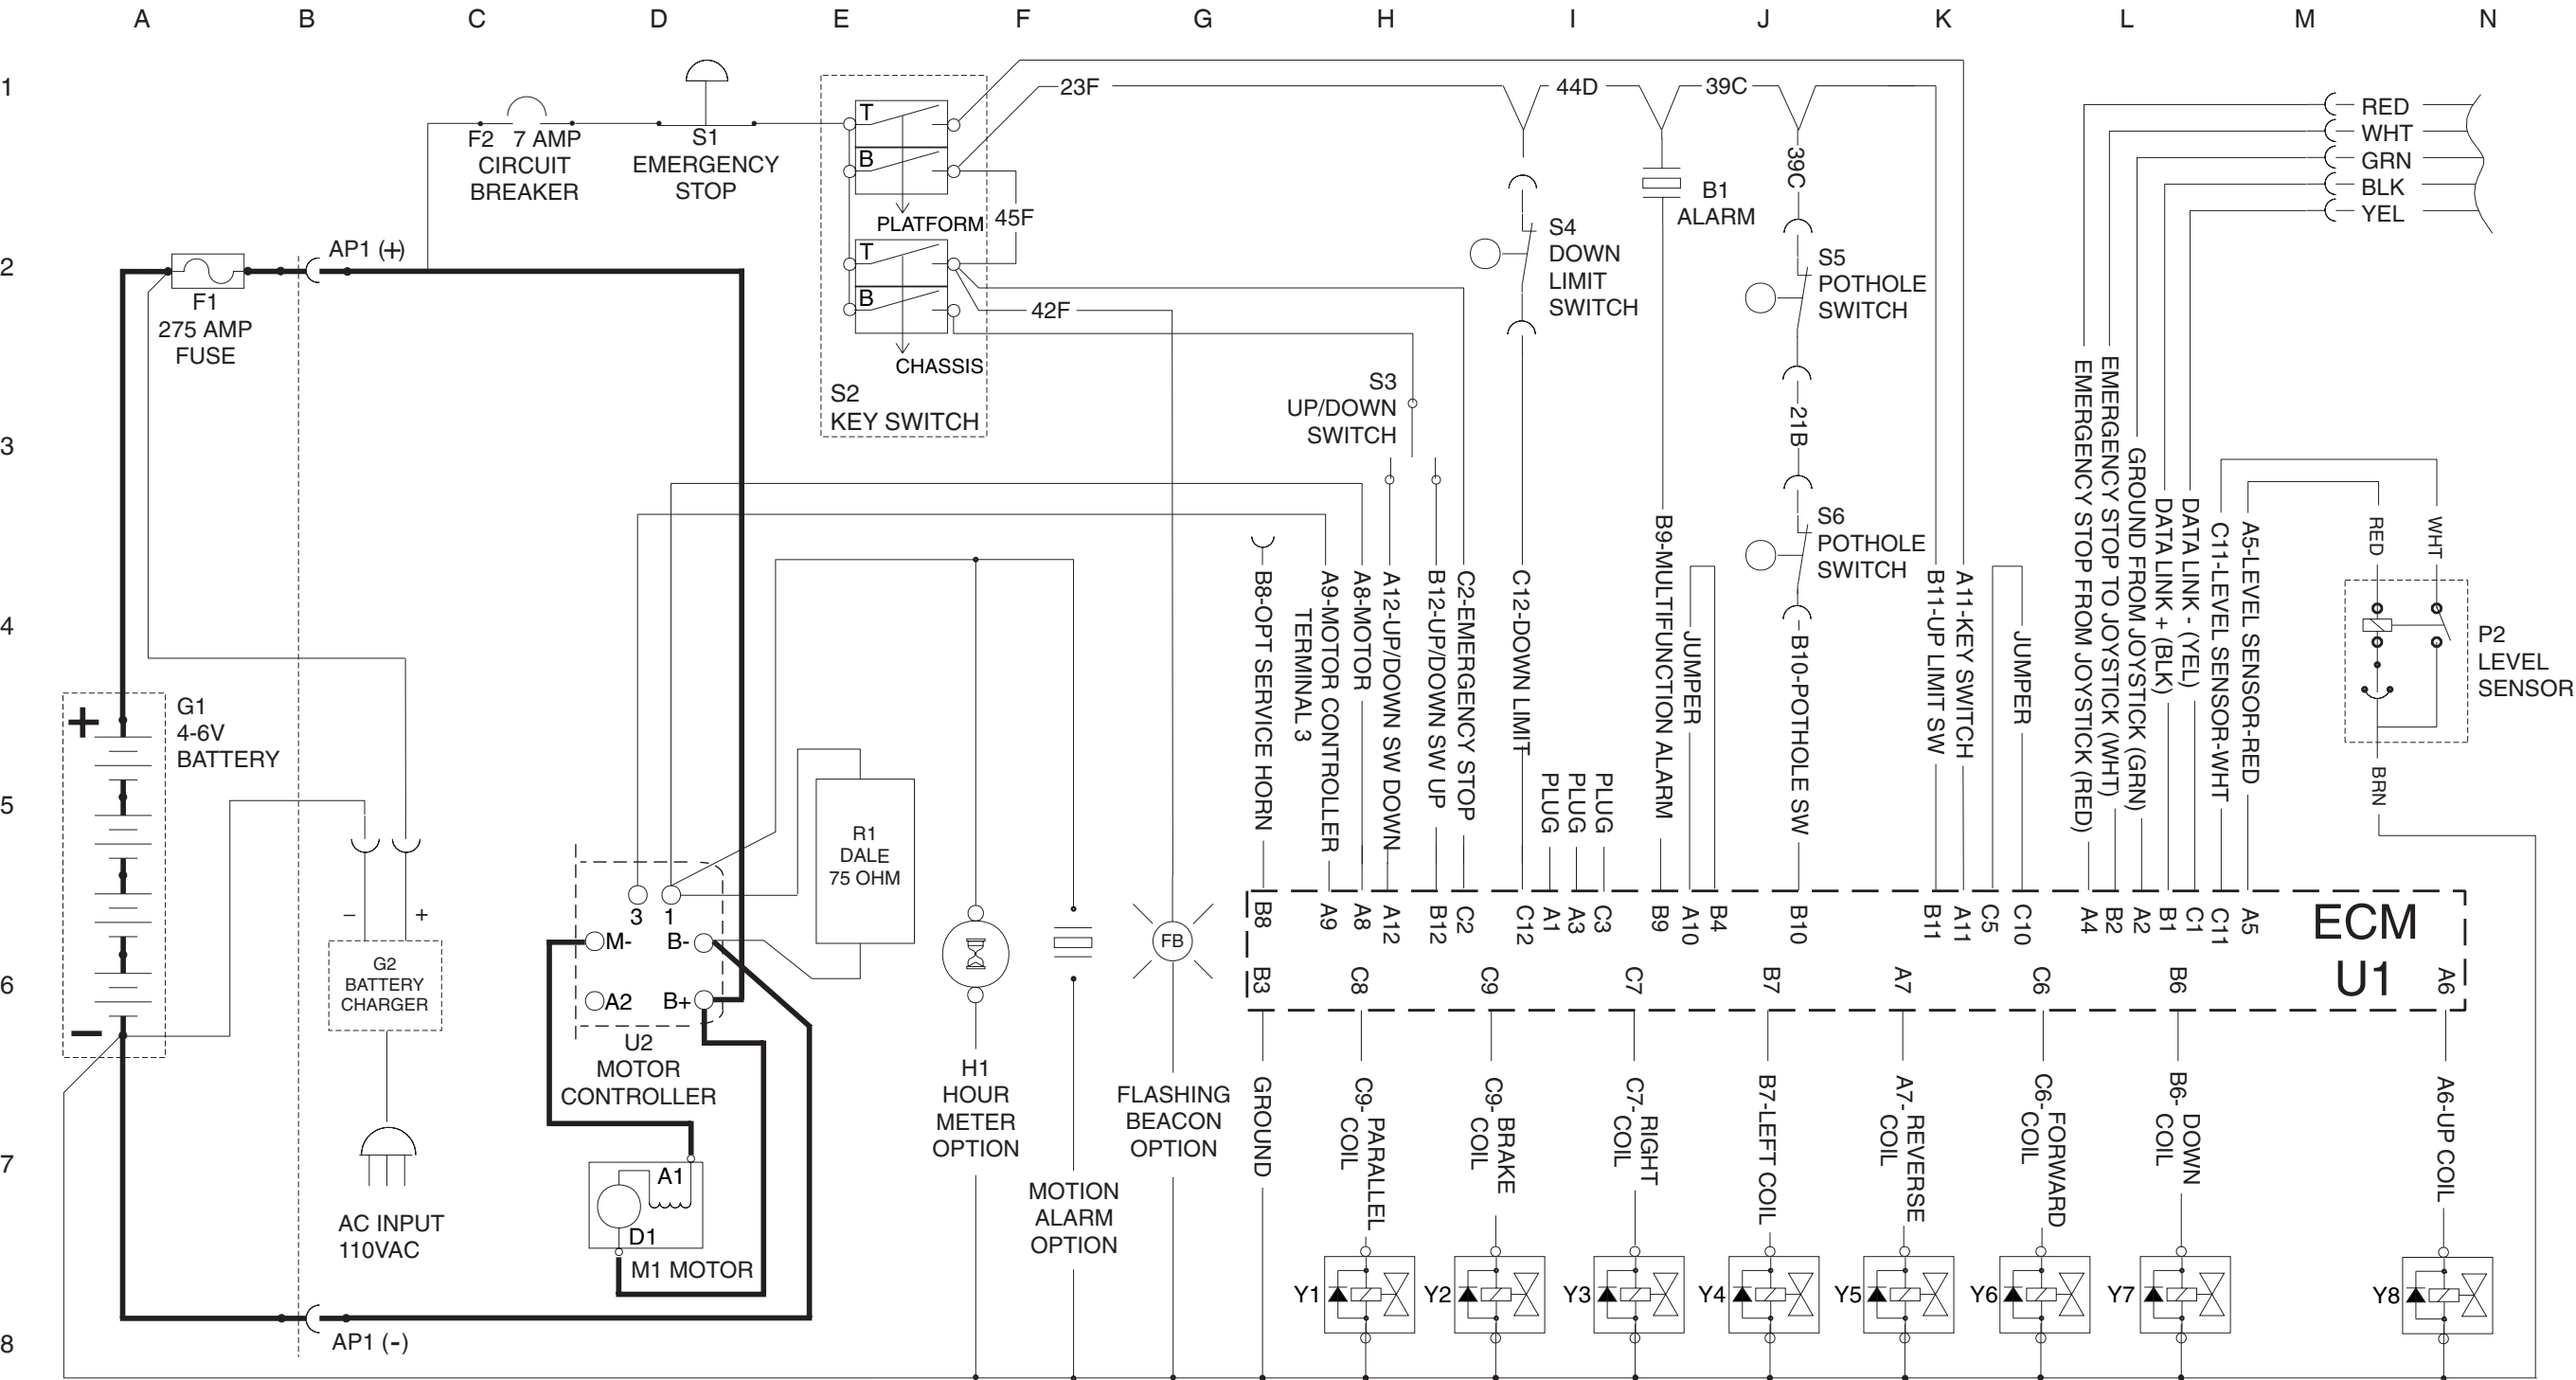 A B C D E F G H I J K L M N
1
2
3
4
5
6
7
8
F2 7 AMP
CIRCUIT
BREAKER
S1
EMERGENCY
STOP
T
B
PLATFORM
T
B
CHASSIS
S2
KEY SWITCH
45F
23F
42F
44D
39C
39C
21B
AP1 (+)
F1
275 AMP
FUSE
B1
ALARM
S4
DOWN
LIMIT
SWITCH
S5
POTHOLE
SWITCH
S6
POTHOLE
SWITCH
S3
UP/DOWN
SWITCH
RED
WHT
GRN
BLK
YEL
+
G1
4-6V
BATTERY
–
– +
G2
BATTERY
CHARGER
AC INPUT
110VAC
AP1 (-)
R1
DALE
75 OHM
3 1
M- B-
A2 B+
U2
MOTOR
CONTROLLER
A1
D1
M1 MOTOR
H1
HOUR
METER
OPTION
MOTION
ALARM
OPTION
FB
FLASHING
BEACON
OPTION
B8-OPT SERVICE HORN
A9-MOTOR CONTROLLER
TERMINAL 3
A8-MOTOR
A12-UP/DOWN SW DOWN
B12-UP/DOWN SW UP
C2-EMERGENCY STOP
C12-DOWN LIMIT
PLUG
PLUG
PLUG
B9-MULTIFUNCTION ALARM
JUMPER
B10-POTHOLE SW
B11-UP LIMIT SW
A11-KEY SWITCH
JUMPER
EMERGENCY STOP FROM JOYSTICK (RED)
EMERGENCY STOP TO JOYSTICK (WHT)
GROUND FROM JOYSTICK (GRN)
DATA LINK + (BLK)
DATA LINK - (YEL)
C11-LEVEL SENSOR-WHT
A5-LEVEL SENSOR-RED
RED
WHT
P2
LEVEL
SENSOR
BRN
B8 A9 A8 A12 B12 C2 C12 A1 A3 C3 B9 A10 B4 B10 B11 A11 C5 C10 A4 B2 A2 B1 C1 C11 A5
ECM
U1
B3 C8 C9 C7 B7 A7 C6 B6 A6
GROUND
C9-PARALLEL
COIL
C9-BRAKE
COIL
C7-RIGHT
COIL
B7-LEFT COIL
A7-REVERSE
COIL
C6-FORWARD
COIL
B6-DOWN
COIL
A6-UP COIL
Y1 Y2 Y3 Y4 Y5 Y6 Y7 Y8